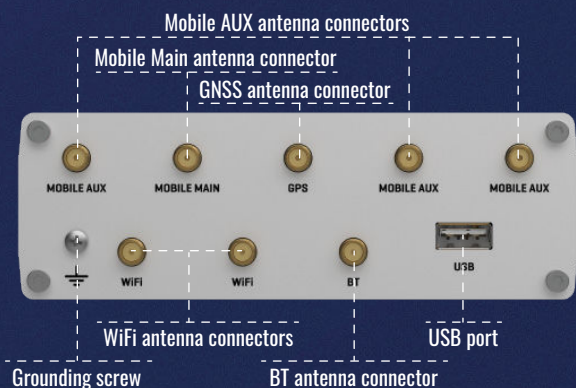 Mobile AUX antenna connectors
Mobile Main antenna connector
GNSS antenna connector
MOBILE AUX MOBILE MAIN GPS MOBILE AUX MOBILE AUX
WiFi WiFi BT USB
WiFi antenna connectors USB port
Grounding screw BT antenna connector